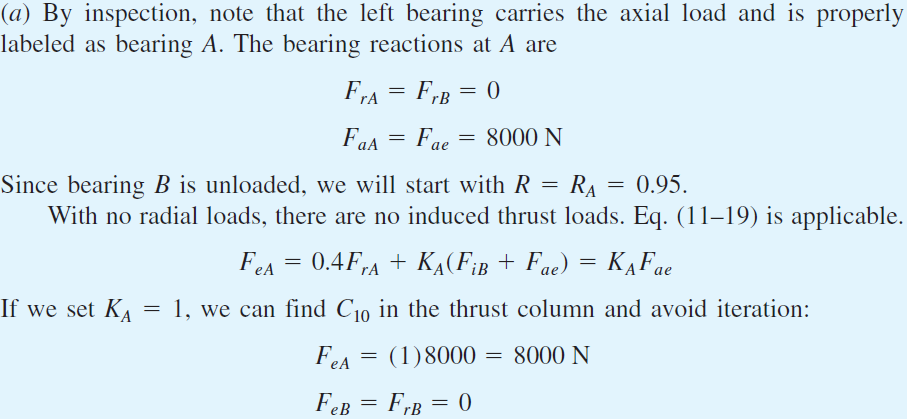 (a) By inspection, note that the left bearing carries the axial load and is properly
labeled as bearing A. The bearing reactions at A are
F_{rA} = F_{rB} = 0
F_{aA} = F_{ae} = 8000 N
Since bearing B is unloaded, we will start with R = R_A = 0.95.
With no radial loads, there are no induced thrust loads. Eq. (11–19) is applicable.
F_{eA} = 0.4F_{rA} + K_A(F_{iB} + F_{ae}) = K_AF_{ae}
If we set K_A = 1, we can find C_{10} in the thrust column and avoid iteration:
F_{eA} = (1)8000 = 8000 N
F_{eB} = F_{rB} = 0